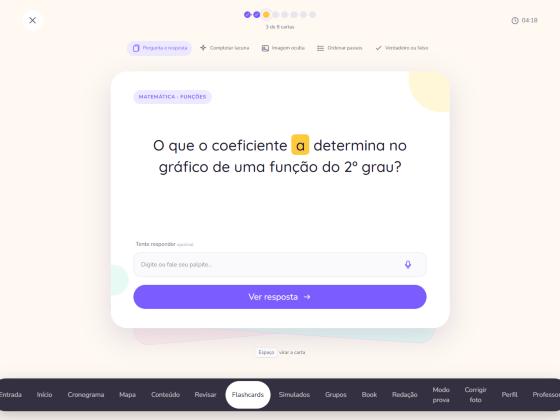 04:18
3 de 8 cartas
Pergunta e resposta
Completar lacuna
Imagem oculta
Ordenar passos
Verdadeiro ou falso
MATEMÁTICA · FUNÇÕES
O que o coeficiente a determina no
gráfico de uma função do 2º grau?
Tente responder opcional
Digite ou fale seu palpite...
Ver resposta →
Espaço virar a carta
Entrada
Início
Cronograma
Mapa
Conteúdo
Revisar
Flashcards
Simulados
Grupos
Book
Redação
Modo
prova
Corrigir
foto
Perfil